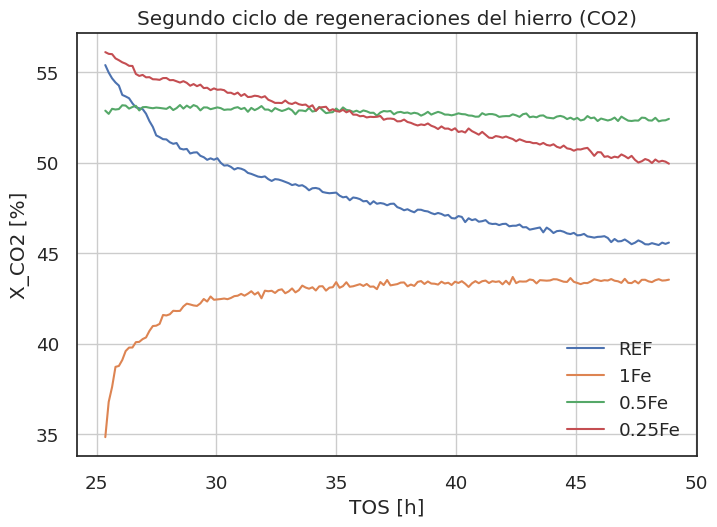 Segundo ciclo de regeneraciones del hierro (CO2)
X_CO2 [%]
55
50
45
40
35
REF
1Fe
0.5Fe
0.25Fe
25 30 35 40 45 50
TOS [h]